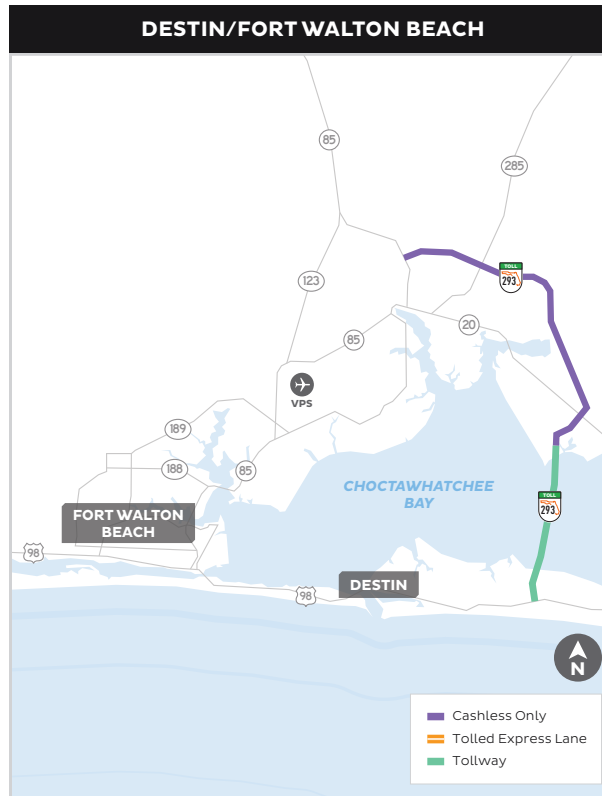 DESTIN/FORT WALTON BEACH
85
285
TOLL
293
123
20
85
VPS
189
188
85
CHOCTAWHATCHEE
BAY
TOLL
293
FORT WALTON
BEACH
98
DESTIN
98
N
Cashless Only
Tolled Express Lane
Tollway